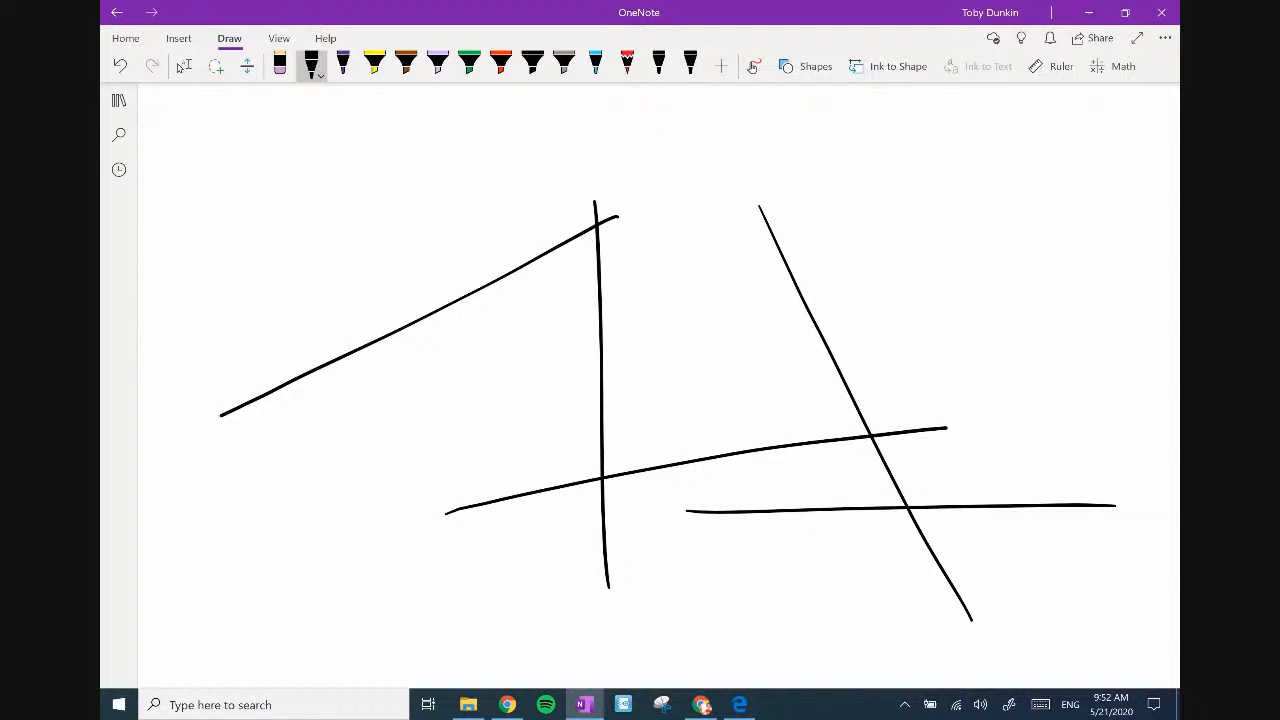 OneNote
Toby Dunkin
Home Insert Draw View Help
Share
Shapes Ink to Shape Ink to Text Ruler Math
Type here to search
ENG
9:52 AM
5/21/2020